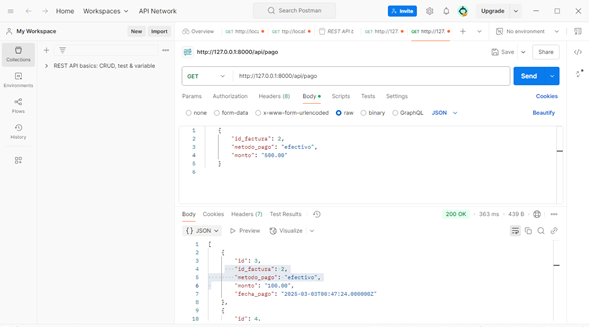 Home Workspaces API Network Search Postman Invite Upgrade
My Workspace New Import Overview GET http://loca GET ttp://local REST API GET http://127. GET http://127. GET http://127. No environment
Collections REST API basics: CRUD, test & variable http://127.0.0.1:8000/api/pago Save Share
Environments GET http://127.0.0.1:8000/api/pago Send
Flows Params Authorization Headers (8) Body Scripts Tests Settings Cookies
History none form-data x-www-form-urlencoded raw binary GraphQL JSON Beautify
1 {
2 "id_factura": 2,
3 "metodo_pago": "efectivo",
4
5 }
6
Body Cookies Headers (7) Test Results 200 OK 363 ms 439 B
{} JSON Preview Visualize
1 [
2 {
3 "id": 3,
4 "id_factura": 2,
5 "metodo_pago": "efectivo",
6 "monto": "100.00",
7 "fecha_pago": "2025-03-03T00:47:24.000000Z"
8 },
9 {
10 "id": 4,